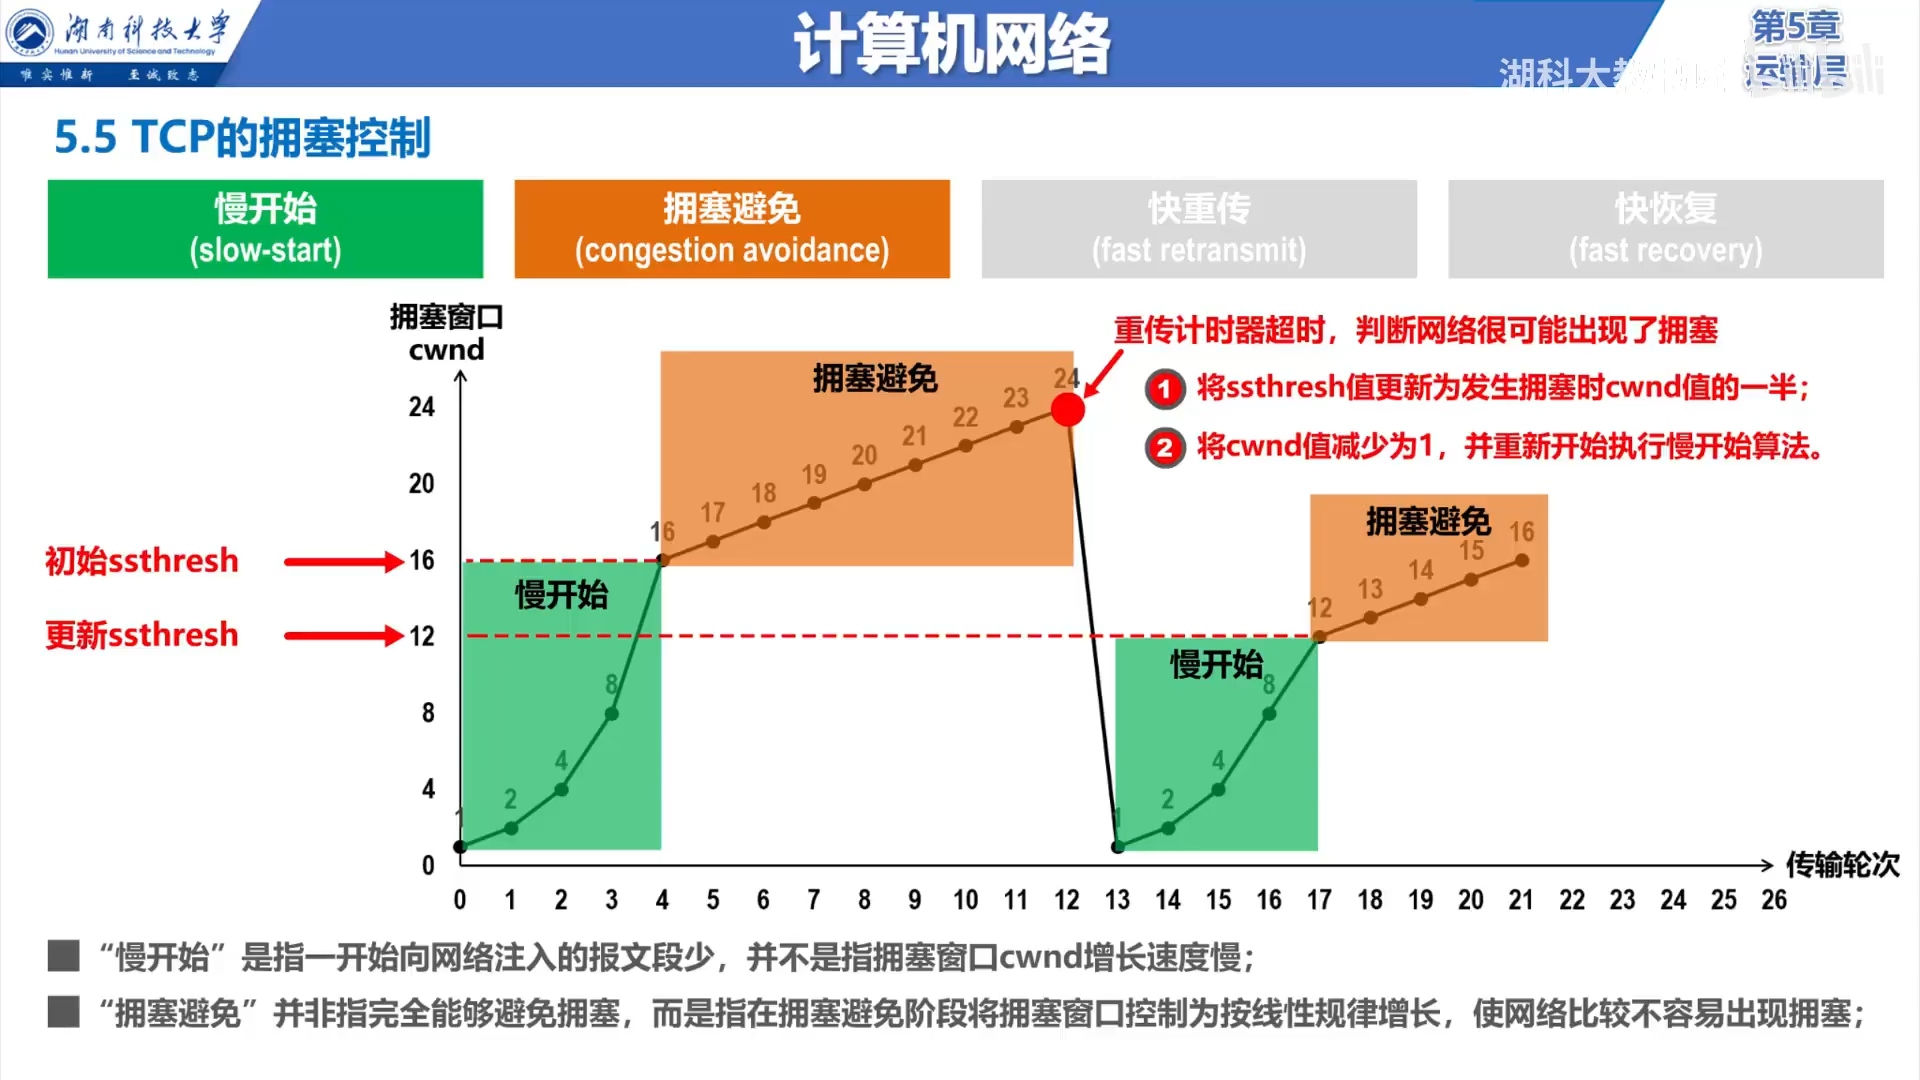 湖南科技大学
Hunan University of Science and Technology
唯实惟新 至诚致志
计算机网络
第5章
运输层
湖科大教
bilibili
5.5 TCP的拥塞控制
慢开始
(slow-start)
拥塞避免
(congestion avoidance)
快重传
(fast retransmit)
快恢复
(fast recovery)
拥塞窗口
cwnd
重传计时器超时，判断网络很可能出现了拥塞
1 将ssthresh值更新为发生拥塞时cwnd值的一半；
2 将cwnd值减少为1，并重新开始执行慢开始算法。
24
20
16
12
8
4
0
初始ssthresh
更新ssthresh
慢开始
1
2
4
8
16
拥塞避免
17
18
19
20
21
22
23
24
慢开始
1
2
4
8
12
拥塞避免
13
14
15
16
0 1 2 3 4 5 6 7 8 9 10 11 12 13 14 15 16 17 18 19 20 21 22 23 24 25 26
传输轮次
“慢开始”是指一开始向网络注入的报文段少，并不是指拥塞窗口cwnd增长速度慢；
“拥塞避免”并非指完全能够避免拥塞，而是指在拥塞避免阶段将拥塞窗口控制为按线性规律增长，使网络比较不容易出现拥塞；